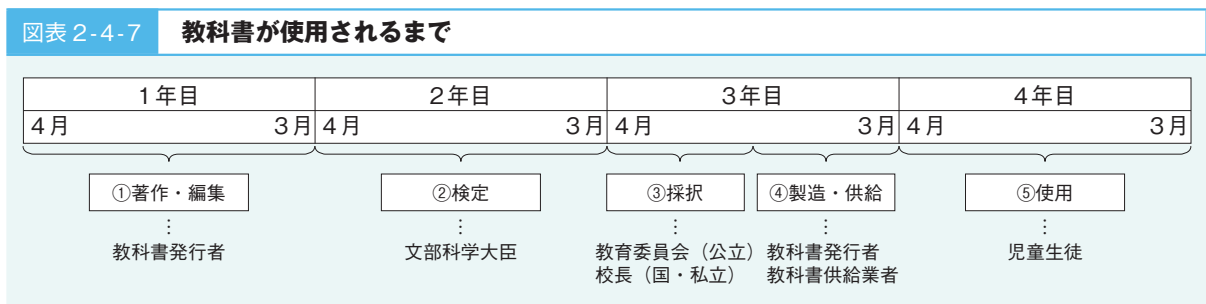 図表 2-4-7 教科書が使用されるまで
1年目 2年目 3年目 4年目
4月 3月 4月 3月 4月 3月 4月 3月
①著作・編集 ②検定 ③採択 ④製造・供給 ⑤使用
教科書発行者 文部科学大臣 教育委員会（公立） 教科書発行者 児童生徒
校長（国・私立） 教科書供給業者